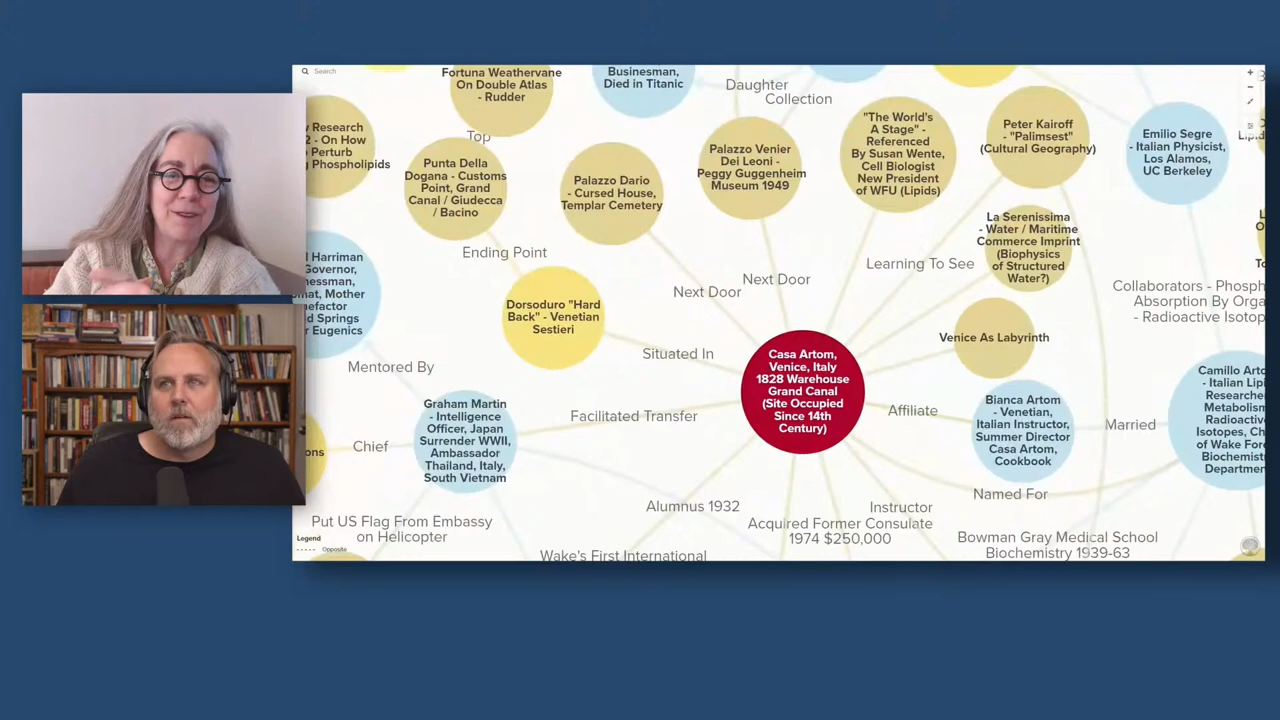 Search
Fortuna Weathervane
On Double Atlas
- Rudder
Businesman,
Died in Titanic
Daughter
Collection
Research
- On How
Perturb
Phospholipids
Top
Punta Della
Dogana - Customs
Point, Grand
Canal / Giudecca
/ Bacino
Palazzo Dario
- Cursed House,
Templar Cemetery
Palazzo Venier
Dei Leoni -
Peggy Guggenheim
Museum 1949
"The World's
A Stage" -
Referenced
By Susan Wente,
Cell Biologist
New President
of WFU (Lipids)
Peter Kairoff
- "Palimsest"
(Cultural Geography)
Emilio Segre
- Italian Physicist,
Los Alamos,
UC Berkeley
La Serenissima
- Water / Maritime
Commerce Imprint
(Biophysics
of Structured
Water?)
Ending Point
Learning To See
Next Door
Next Door
Collaborators - Phosph
Absorption By Orga
- Radioactive Isotop
Harriman
Governor,
Mother
Springs
r Eugenics
Dorsoduro "Hard
Back" - Venetian
Sestieri
Situated In
Venice As Labyrinth
Mentored By
Casa Artom,
Venice, Italy
1828 Warehouse
Grand Canal
(Site Occupied
Since 14th
Century)
Graham Martin
- Intelligence
Officer, Japan
Surrender WWII,
Ambassador
Thailand, Italy,
South Vietnam
Facilitated Transfer
Affiliate
Bianca Artom
- Venetian,
Italian Instructor,
Summer Director
Casa Artom,
Cookbook
Married
Camillo Arto
- Italian Lip
Researche
Metabolism
Radioactiv
Isotopes, Ch
of Wake Fore
Biochemist
Departmen
Chief
Named For
Alumnus 1932
Instructor
Put US Flag From Embassy
on Helicopter
Acquired Former Consulate
1974 $250,000
Bowman Gray Medical School
Biochemistry 1939-63
Wake's First International
Legend
Opposite